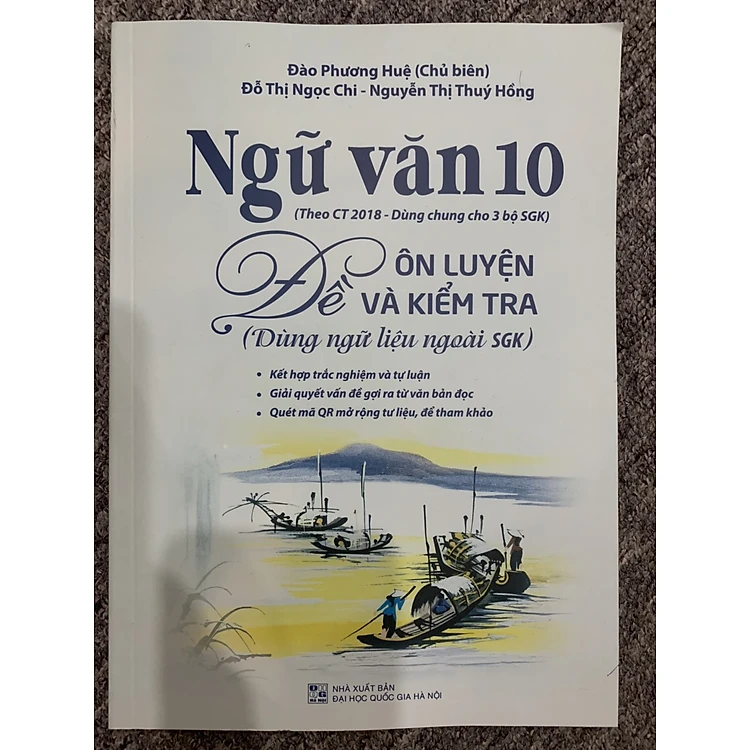 Đào Phương Huệ (Chủ biên)
Đỗ Thị Ngọc Chi - Nguyễn Thị Thuý Hồng
Ngữ văn 10
(Theo CT 2018 - Dùng chung cho 3 bộ SGK)
Đề ÔN LUYỆN
VÀ KIỂM TRA
(Dùng ngữ liệu ngoài SGK)
• Kết hợp trắc nghiệm và tự luận
• Giải quyết vấn đề gợi ra từ văn bản đọc
• Quét mã QR mở rộng tư liệu, đề tham khảo
NHÀ XUẤT BẢN
ĐẠI HỌC QUỐC GIA HÀ NỘI